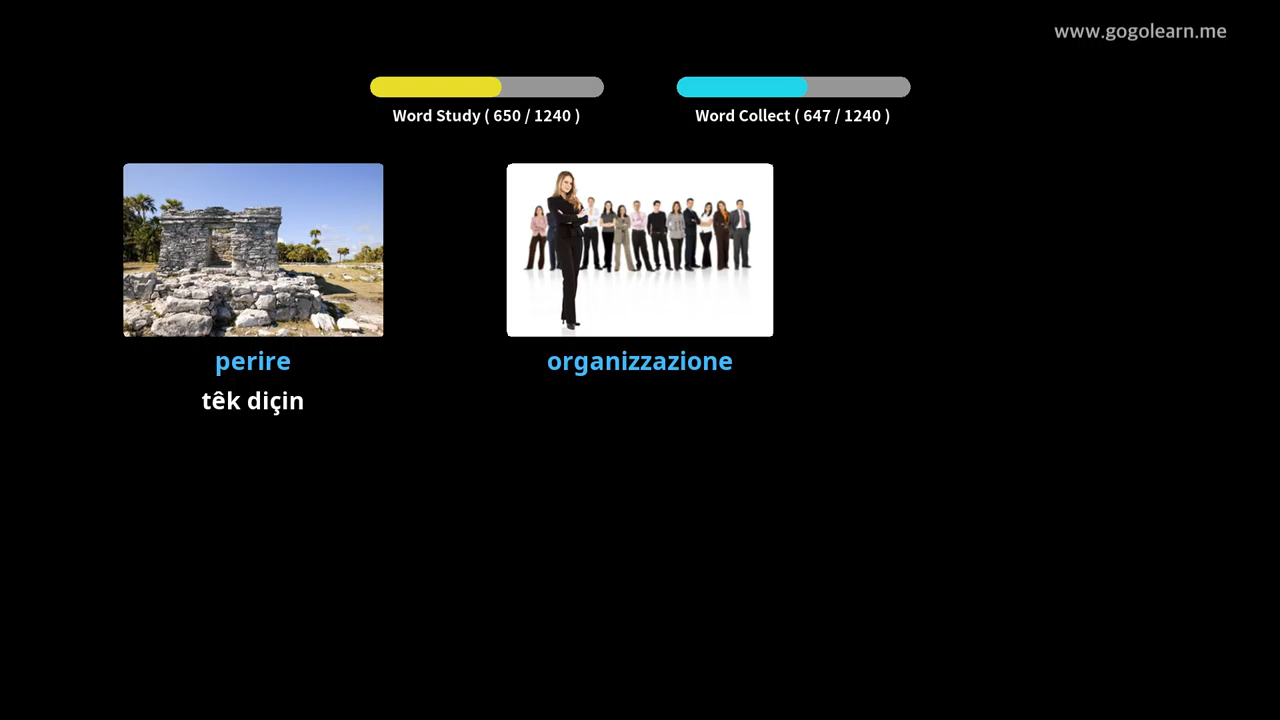 www.gogolearn.me
Word Study ( 650 / 1240 )
Word Collect ( 647 / 1240 )
perire
organizzazione
têk diçin